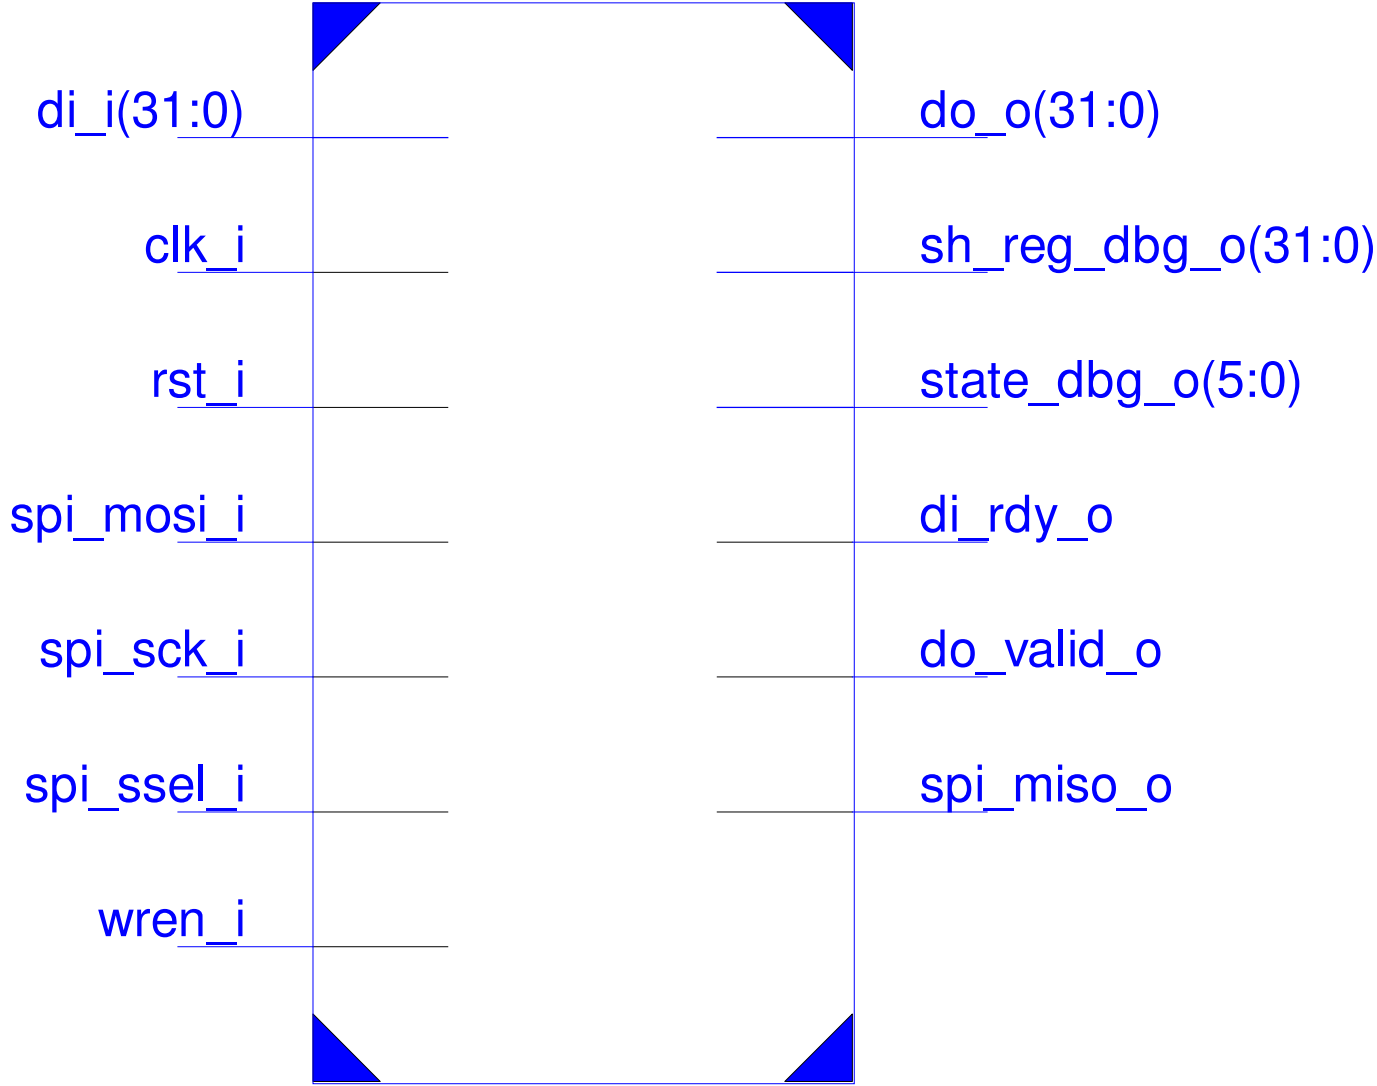 di_i(31:0)
do_o(31:0)
clk_i
sh_reg_dbg_o(31:0)
rst_i
state_dbg_o(5:0)
spi_mosi_i
di_rdy_o
spi_sck_i
do_valid_o
spi_ssel_i
spi_miso_o
wren_i